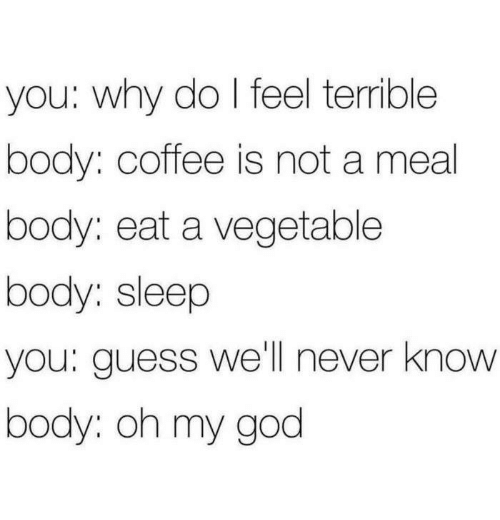 you: why do I feel terrible
body: coffee is not a meal
body: eat a vegetable
body: sleep
you: guess we'll never know
body: oh my god